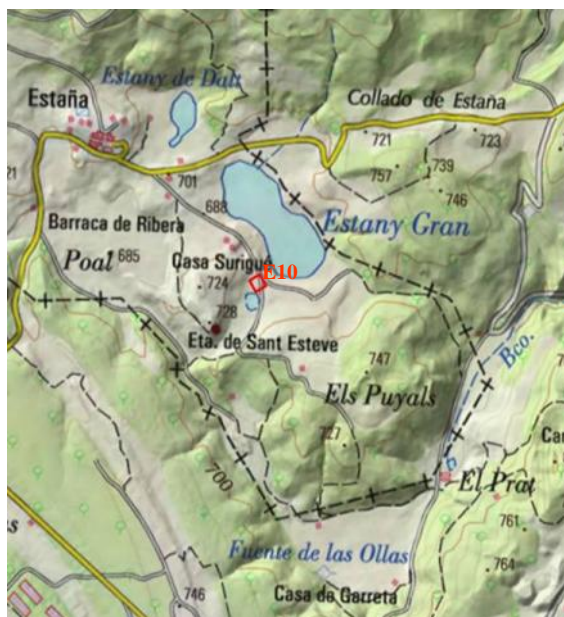 Estany de Dalt
Estaña
Collado de Estaña
721
723
739
757
746
701
688
Barraca de Ribera
Estany Gran
Poal
685
Casa Surigué
E10
724
728
Eta. de Sant Esteve
747
Bco.
Els Puyals
727
700
El Prat
761
Fuente de las Ollas
764
746
Casa de Garreta